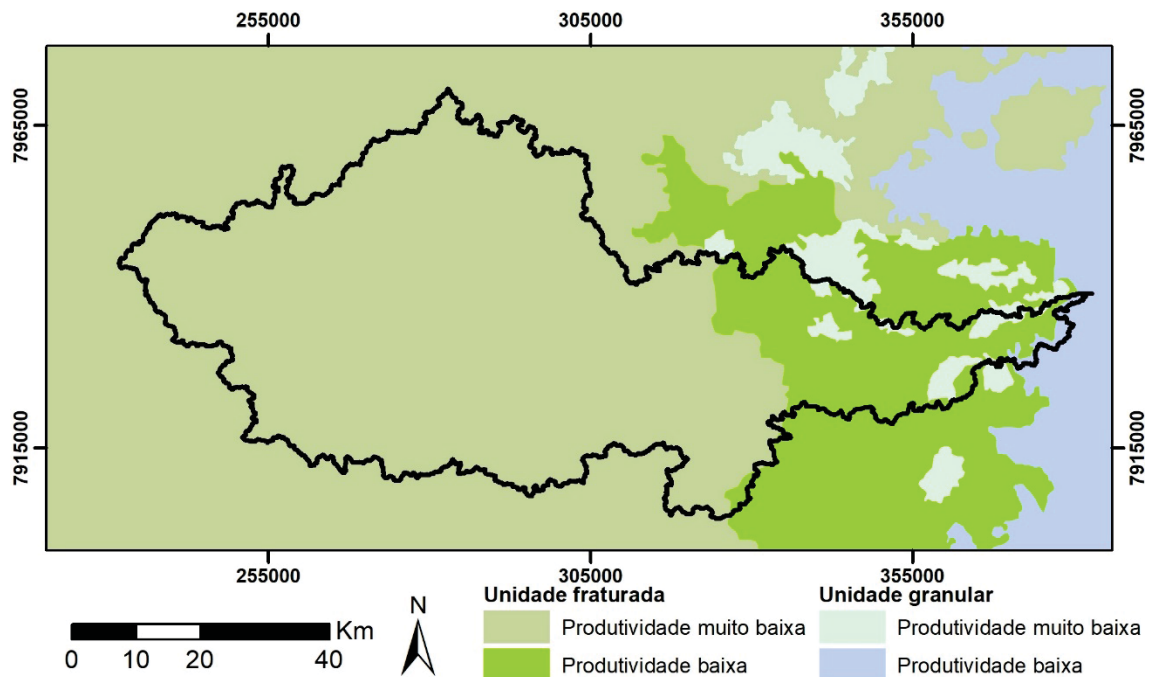 255000 305000 355000
7965000 7965000
7915000 7915000
255000 305000 355000
Unidade fraturada Unidade granular
N
Km
Produtividade muito baixa Produtividade muito baixa
0 10 20 40
Produtividade baixa Produtividade baixa